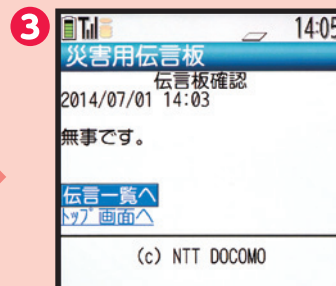 3
14:05
災害用伝言板
伝言板確認
2014/07/01 14:03
無事です。
伝言一覧へ
ﾄｯﾌﾟ画面へ
(c) NTT DOCOMO